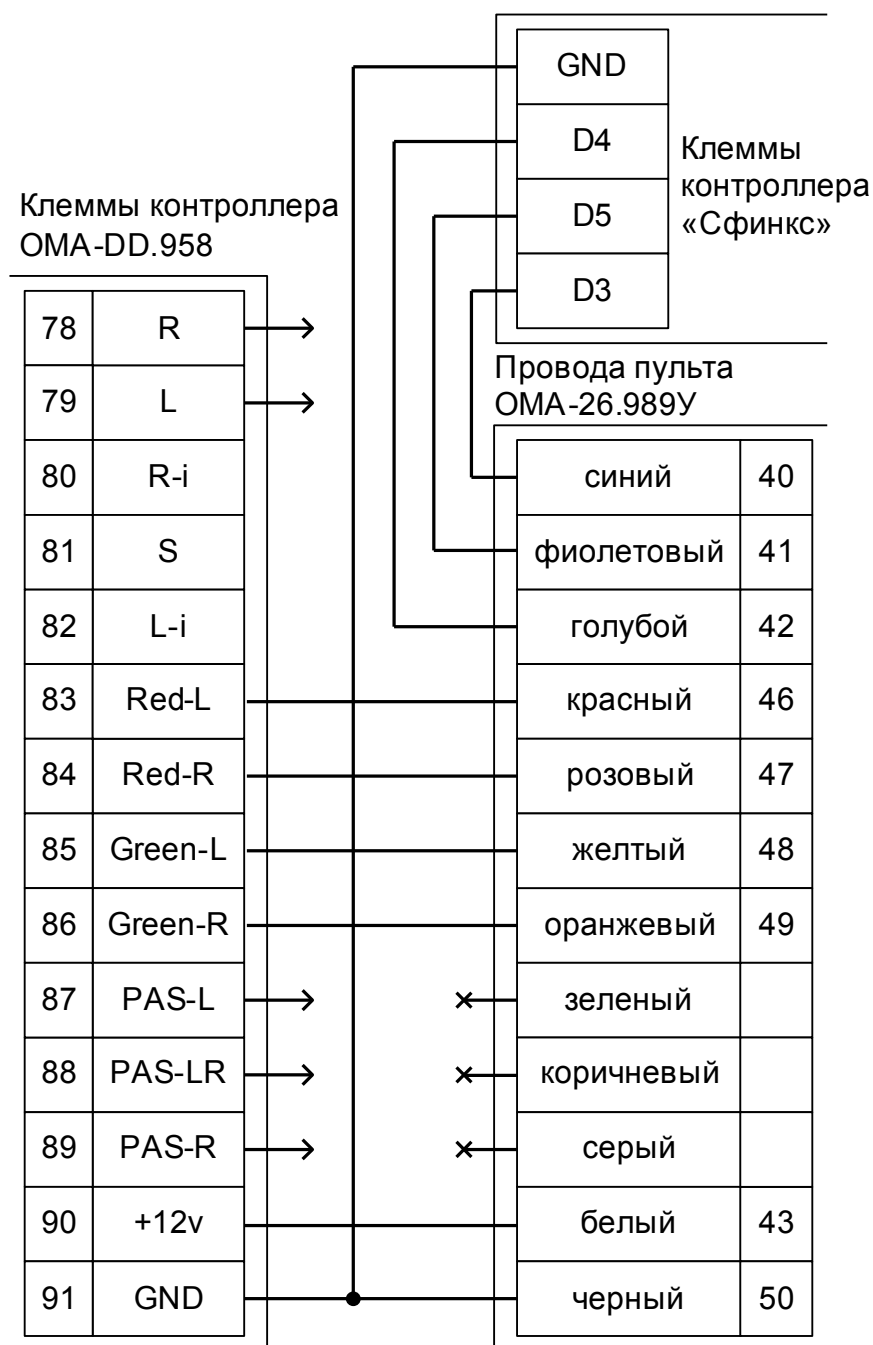 GND
D4
D5
D3
Клеммы
контроллера
«Сфинкс»
Клеммы контроллера
ОМА-DD.958
78 R
79 L
80 R-i
81 S
82 L-i
83 Red-L
84 Red-R
85 Green-L
86 Green-R
87 PAS-L
88 PAS-LR
89 PAS-R
90 +12v
91 GND
Провода пульта
ОМА-26.989У
синий 40
фиолетовый 41
голубой 42
красный 46
розовый 47
желтый 48
оранжевый 49
зеленый
коричневый
серый
белый 43
черный 50